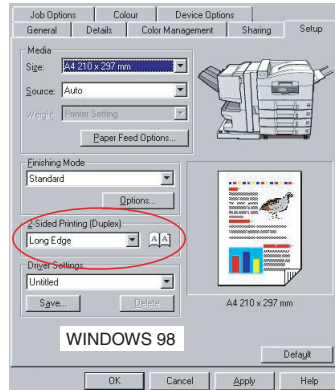 Job Options Colour Device Options
General Details Color Management Sharing Setup
Media
Size: A4 210 x 297 mm
Source: Auto
Weight: Printer Setting
Paper Feed Options...
Finishing Mode
Standard
Options...
2-Sided Printing (Duplex)
Long Edge
A A
Driver Settings
Untitled
Save... Delete
A4 210 x 297 mm
WINDOWS 98
Default
OK Cancel Apply Help